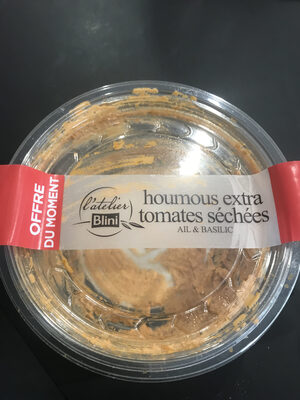 OFFRE
DU MOMENT
l'atelier
Blini
houmous extra
tomates séchées
AIL & BASILIC